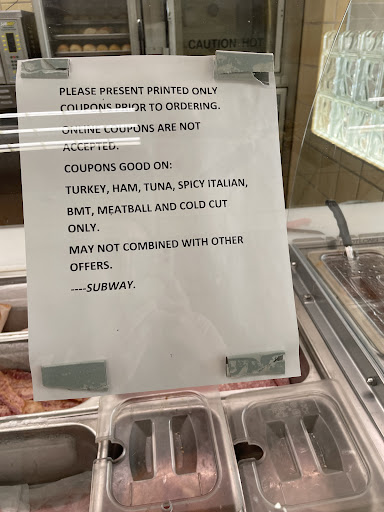 CAUTION HOT
PLEASE PRESENT PRINTED ONLY
COUPONS PRIOR TO ORDERING.
ONLINE COUPONS ARE NOT
ACCEPTED.
COUPONS GOOD ON:
TURKEY, HAM, TUNA, SPICY ITALIAN,
BMT, MEATBALL AND COLD CUT
ONLY.
MAY NOT COMBINED WITH OTHER
OFFERS.
----SUBWAY.